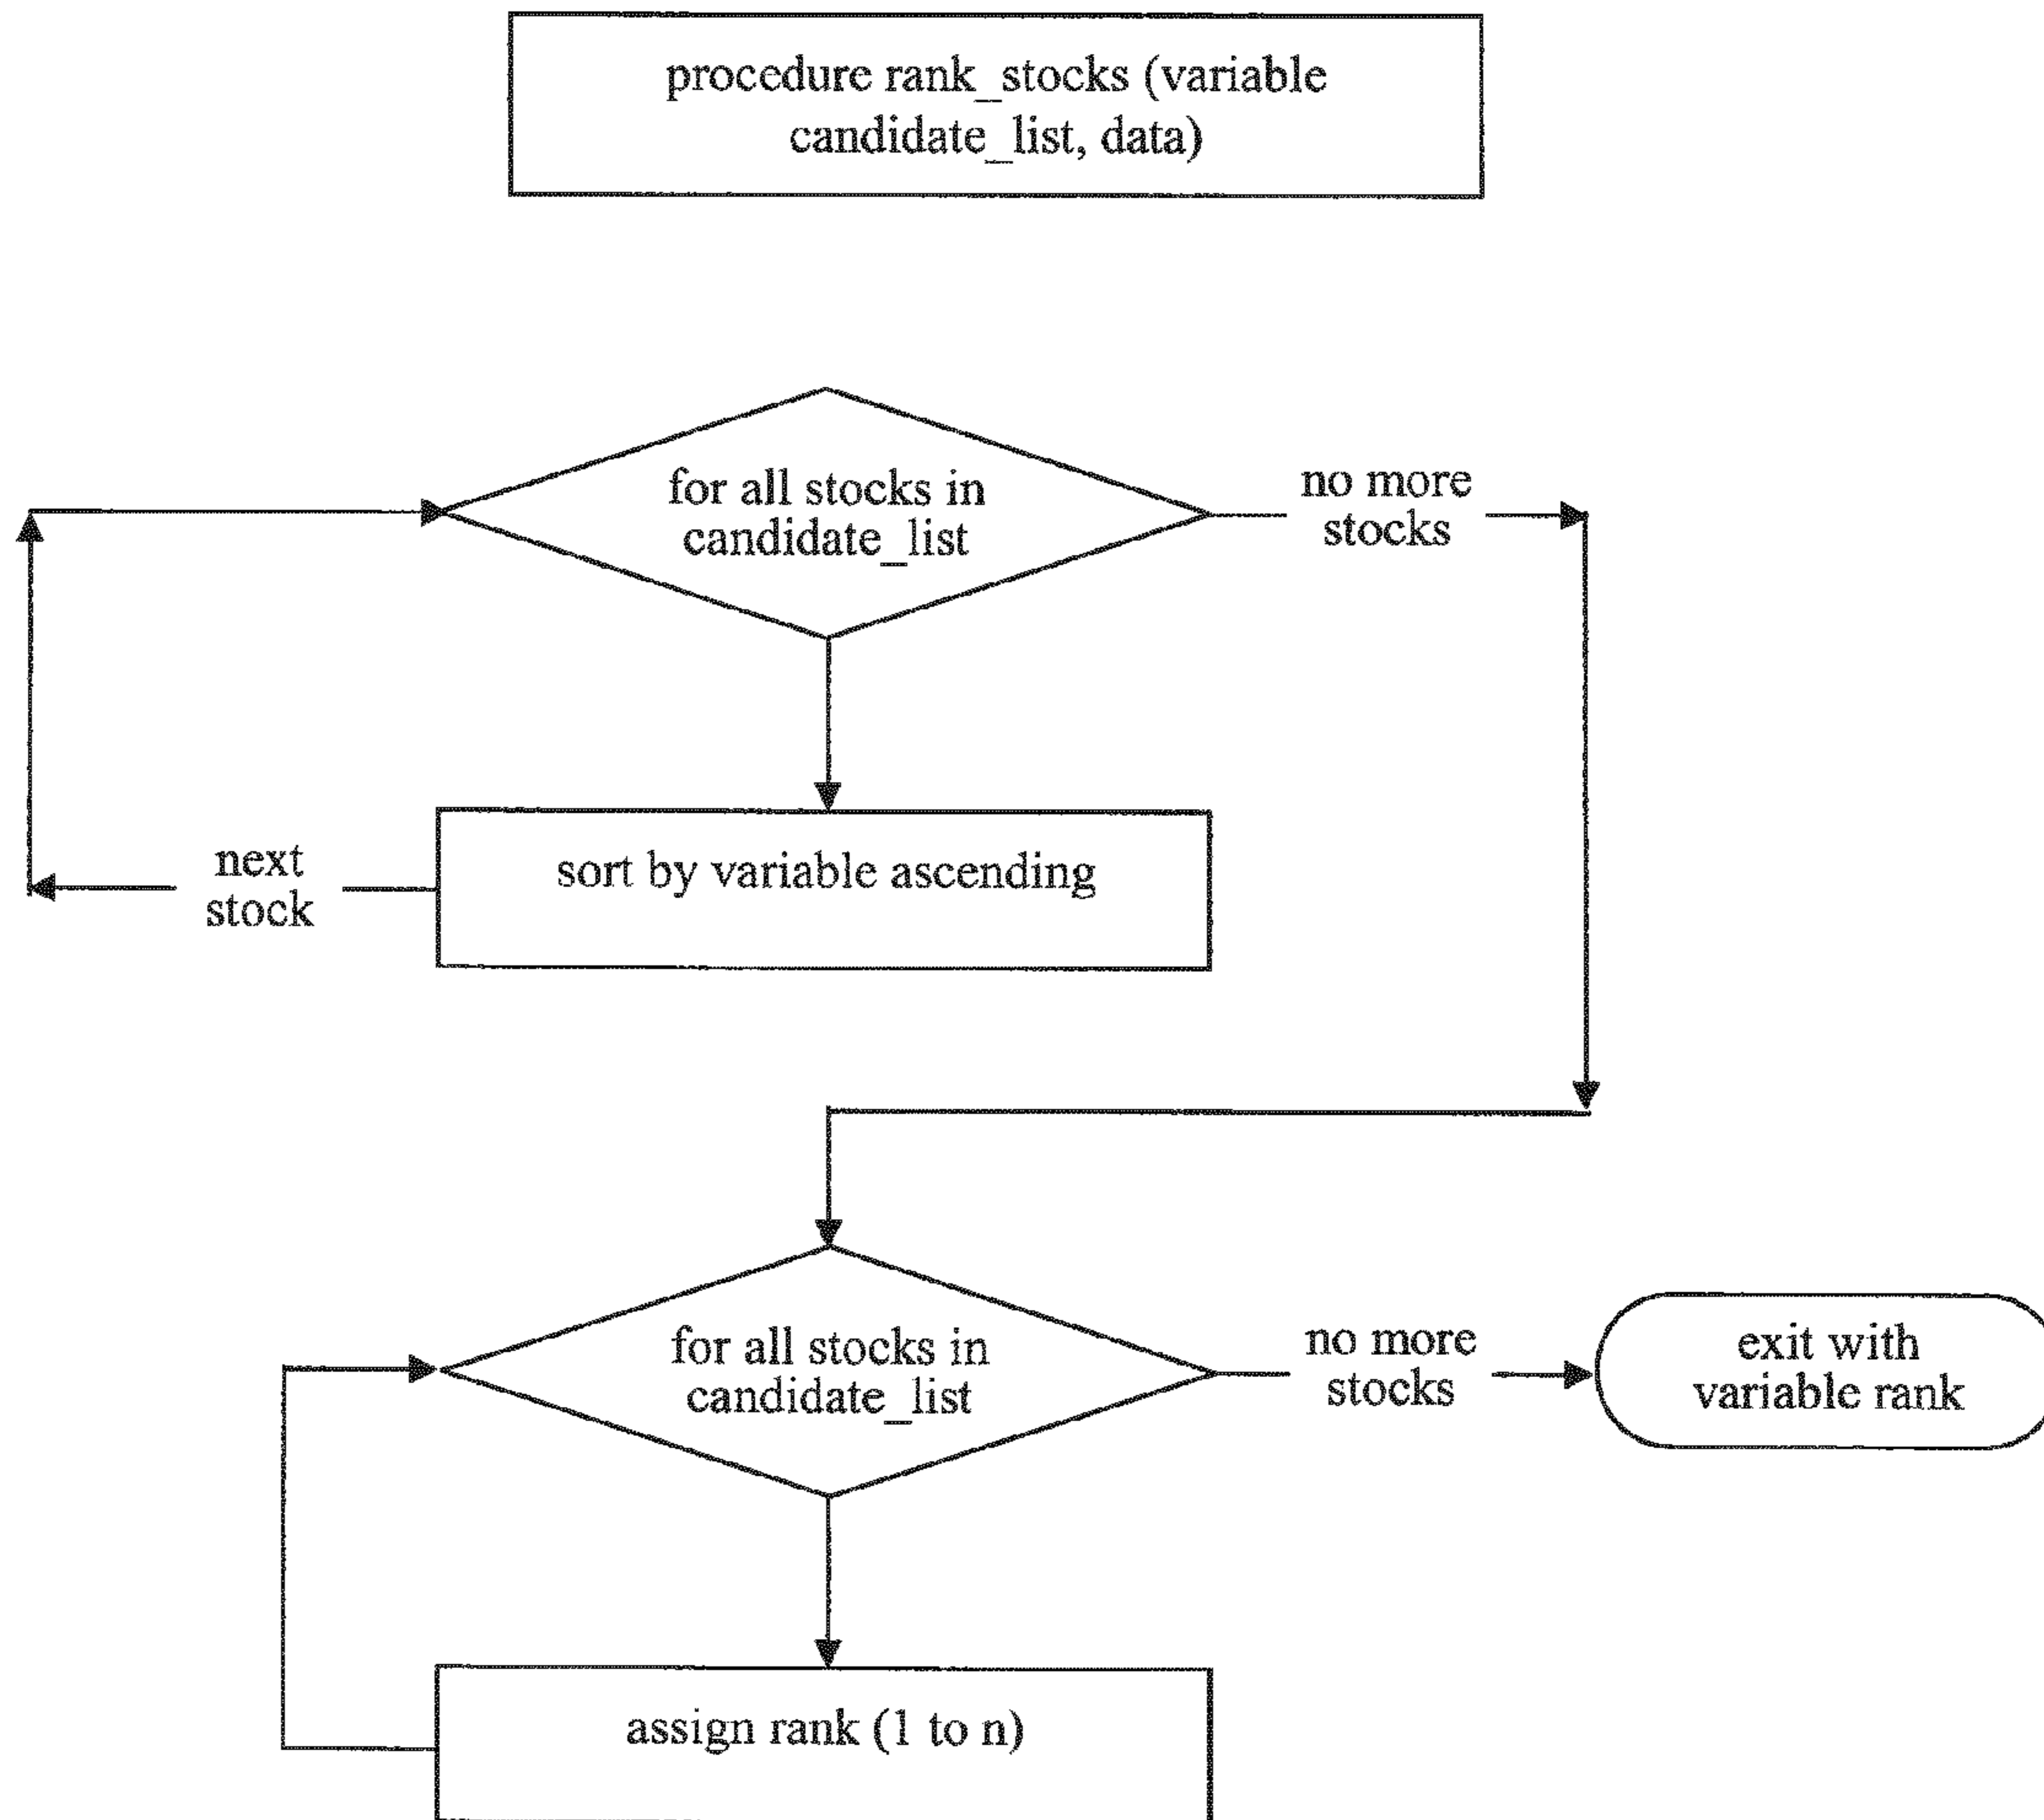 procedure rank_stocks (variable
candidate_list, data)
for all stocks in
candidate_list
no more
stocks
sort by variable ascending
next
stock
for all stocks in
candidate_list
no more
stocks
exit with
variable rank
assign rank (1 to n)